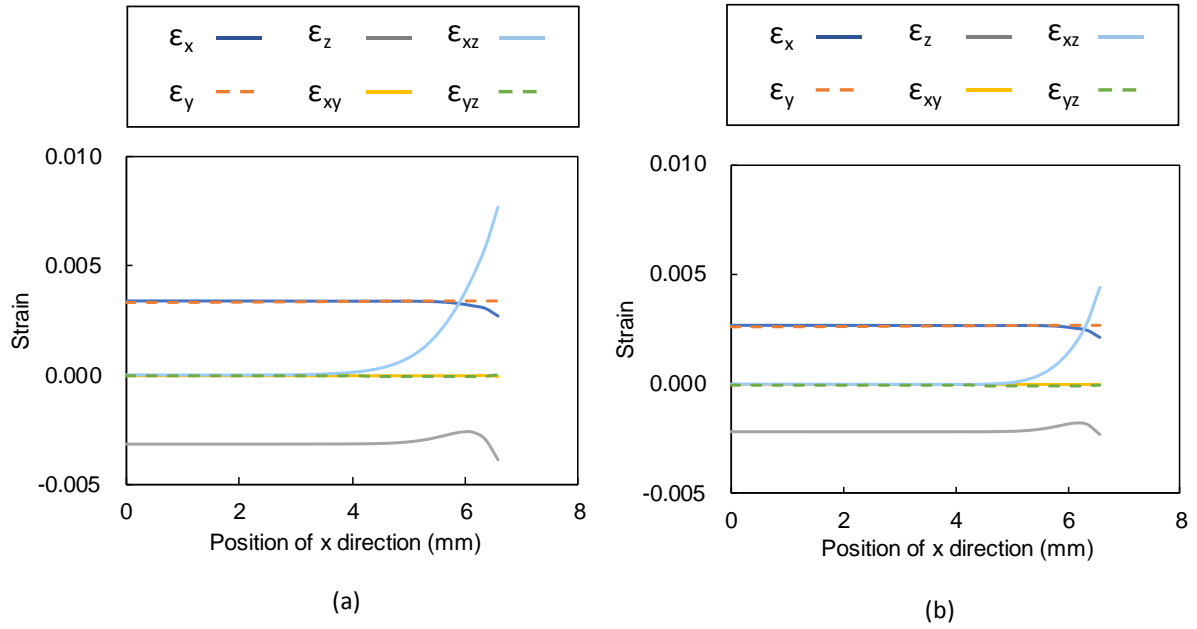 εx εz εxz
εy εxy εyz
0.010
0.005
0.000
-0.005
Strain
0 2 4 6 8
Position of x direction (mm)
(a)
εx εz εxz
εy εxy εyz
0.010
0.005
0.000
-0.005
Strain
0 2 4 6 8
Position of x direction (mm)
(b)